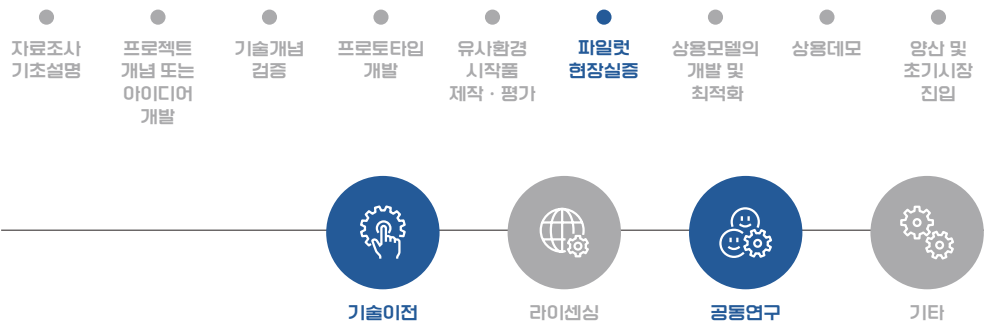 자료조사
기초설명
프로젝트
개념 또는
아이디어
개발
기술개념
검증
프로토타입
개발
유사환경
시작품
제작 · 평가
파일럿
현장실증
상용모델의
개발 및
최적화
상용데모
양산 및
초기시장
진입
기술이전
라이센싱
공동연구
기타